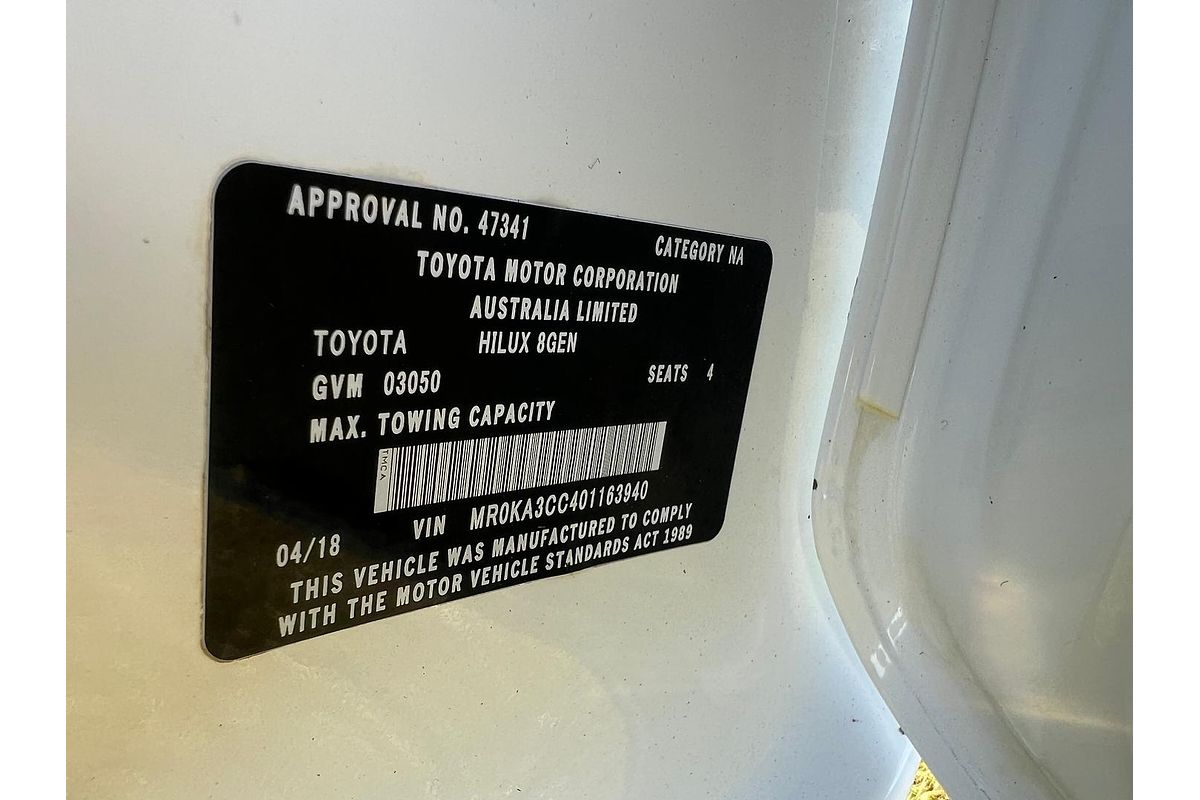 APPROVAL NO. 47341
CATEGORY NA
TOYOTA MOTOR CORPORATION
AUSTRALIA LIMITED
TOYOTA HILUX 8GEN
GVM 03050 SEATS 4
MAX. TOWING CAPACITY
TMCA
VIN MR0KA3CC401163940
04/18
THIS VEHICLE WAS MANUFACTURED TO COMPLY
WITH THE MOTOR VEHICLE STANDARDS ACT 1989